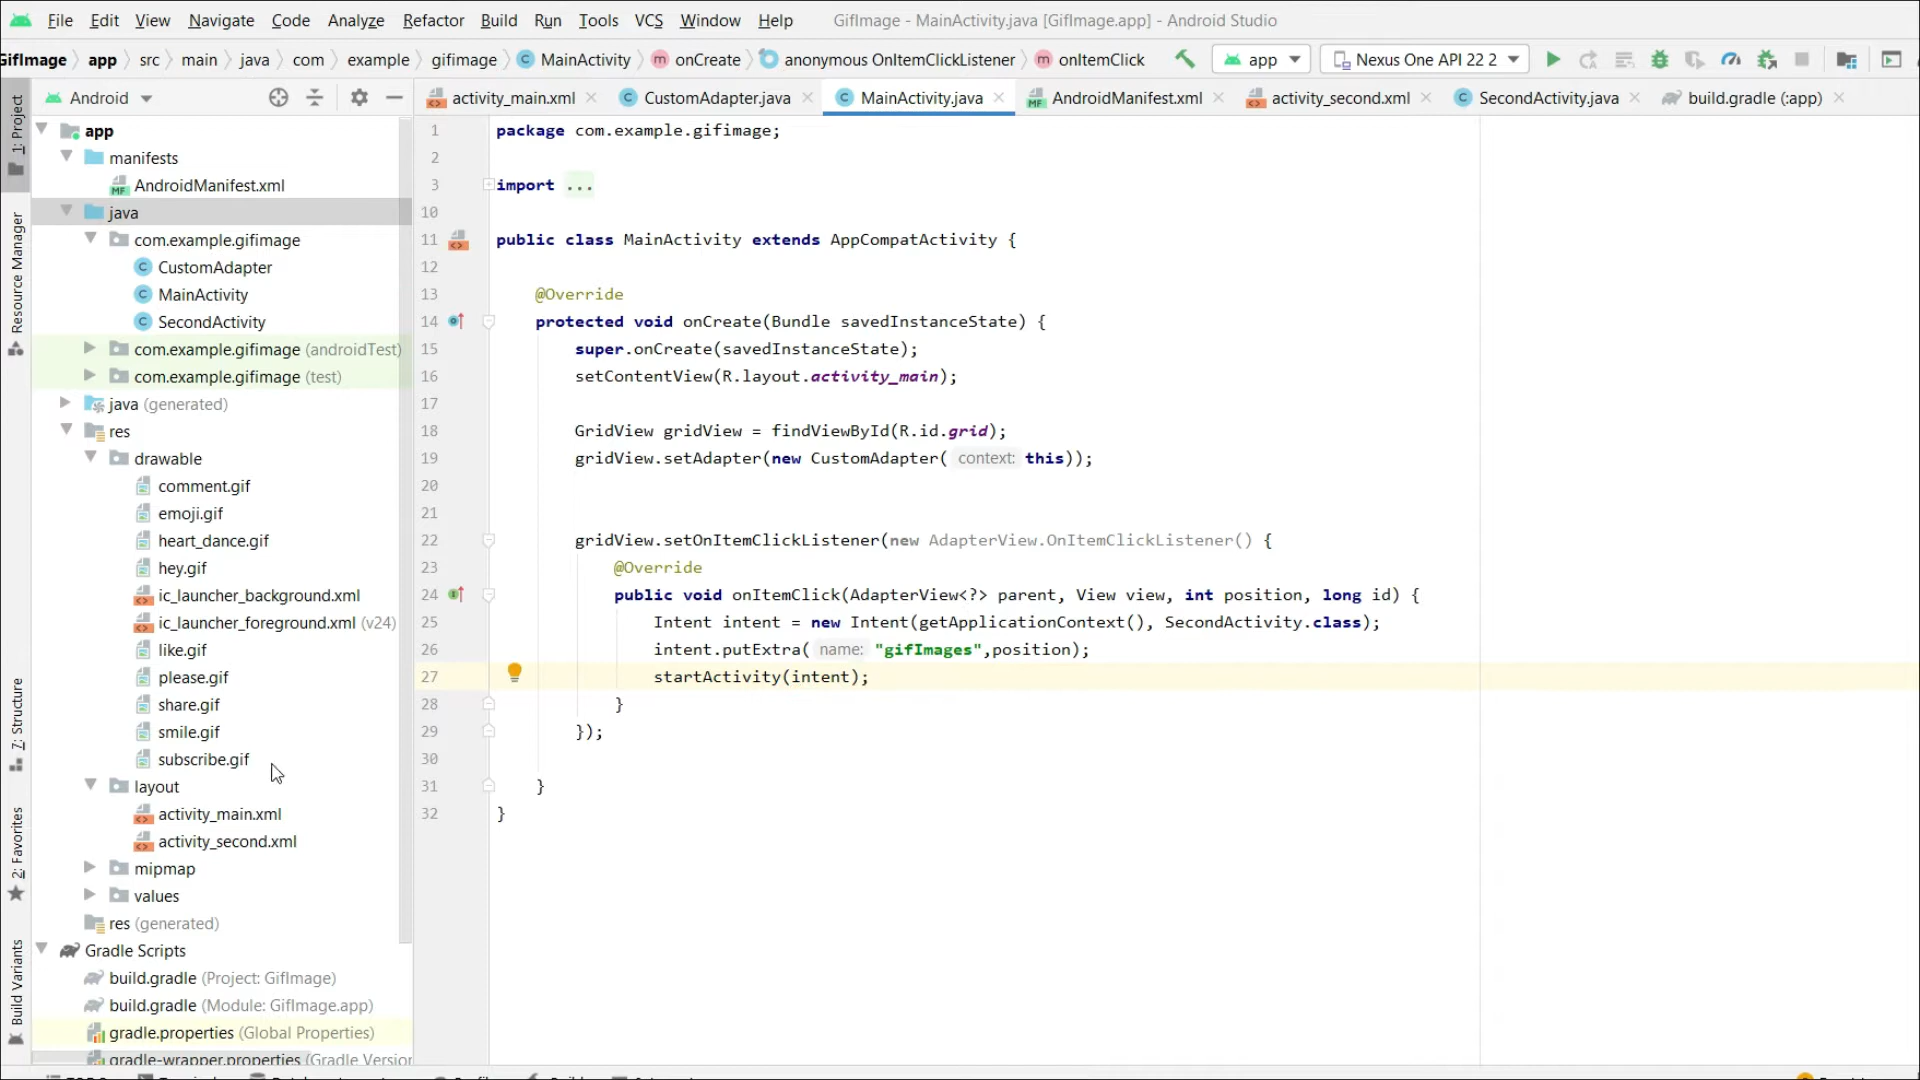 File Edit View Navigate Code Analyze Refactor Build Run Tools VCS Window Help GifImage - MainActivity.java [GifImage.app] - Android Studio
GifImage app src main java com example gifimage MainActivity onCreate anonymous OnItemClickListener onItemClick app Nexus One API 22 2
Android activity_main.xml CustomAdapter.java MainActivity.java AndroidManifest.xml activity_second.xml SecondActivity.java build.gradle (:app)
1: Project
Resource Manager
7: Structure
2: Favorites
Build Variants
app
manifests
AndroidManifest.xml
java
com.example.gifimage
CustomAdapter
MainActivity
SecondActivity
com.example.gifimage (androidTest)
com.example.gifimage (test)
java (generated)
res
drawable
comment.gif
emoji.gif
heart_dance.gif
hey.gif
ic_launcher_background.xml
ic_launcher_foreground.xml (v24)
like.gif
please.gif
share.gif
smile.gif
subscribe.gif
layout
activity_main.xml
activity_second.xml
mipmap
values
res (generated)
Gradle Scripts
build.gradle (Project: GifImage)
build.gradle (Module: GifImage.app)
gradle.properties (Global Properties)
gradle-wrapper.properties (Gradle Version
1 package com.example.gifimage;
2
3 import ...
10
11 public class MainActivity extends AppCompatActivity {
12
13 @Override
14 protected void onCreate(Bundle savedInstanceState) {
15 super.onCreate(savedInstanceState);
16 setContentView(R.layout.activity_main);
17
18 GridView gridView = findViewById(R.id.grid);
19 gridView.setAdapter(new CustomAdapter( context: this));
20
21
22 gridView.setOnItemClickListener(new AdapterView.OnItemClickListener() {
23 @Override
24 public void onItemClick(AdapterView<?> parent, View view, int position, long id) {
25 Intent intent = new Intent(getApplicationContext(), SecondActivity.class);
26 intent.putExtra( name: "gifImages",position);
27 startActivity(intent);
28 }
29 });
30
31 }
32 }